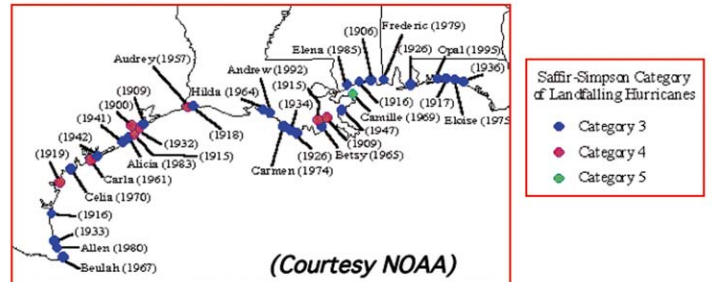 Frederic (1979)
(1906)
Elena (1985)
(1926)
Opal (1995)
(1936)
Audrey (1957)
Andrew (1992)
(1915)
Hilda (1964)
(1934)
(1909)
(1900)
(1941)
(1942)
(1919)
(1916)
(1917)
Camille (1969)
Eloise (1975
(1947)
(1909)
(1918)
(1932)
(1915)
(1926)
Betsy (1965)
Alicia (1983)
Carmen (1974)
Carla (1961)
Celia (1970)
(1916)
(1933)
Allen (1980)
Beulah (1967)
(Courtesy NOAA)
Saffir-Simpson Category
of Landfalling Hurricanes
Category 3
Category 4
Category 5